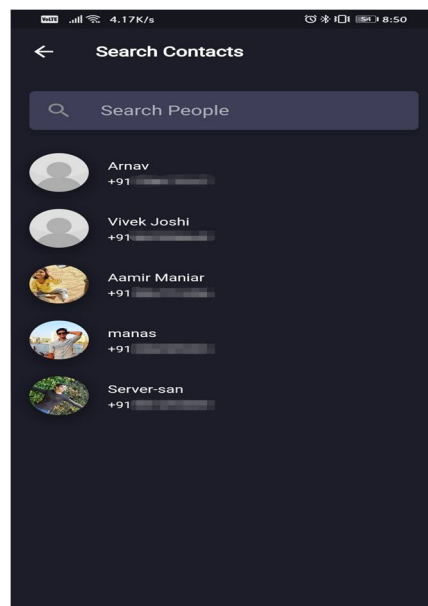 VoLTE 4.17K/s 54 8:50
Search Contacts
Search People
Arnav
+91
Vivek Joshi
+91
Aamir Maniar
+91
manas
+91
Server-san
+91